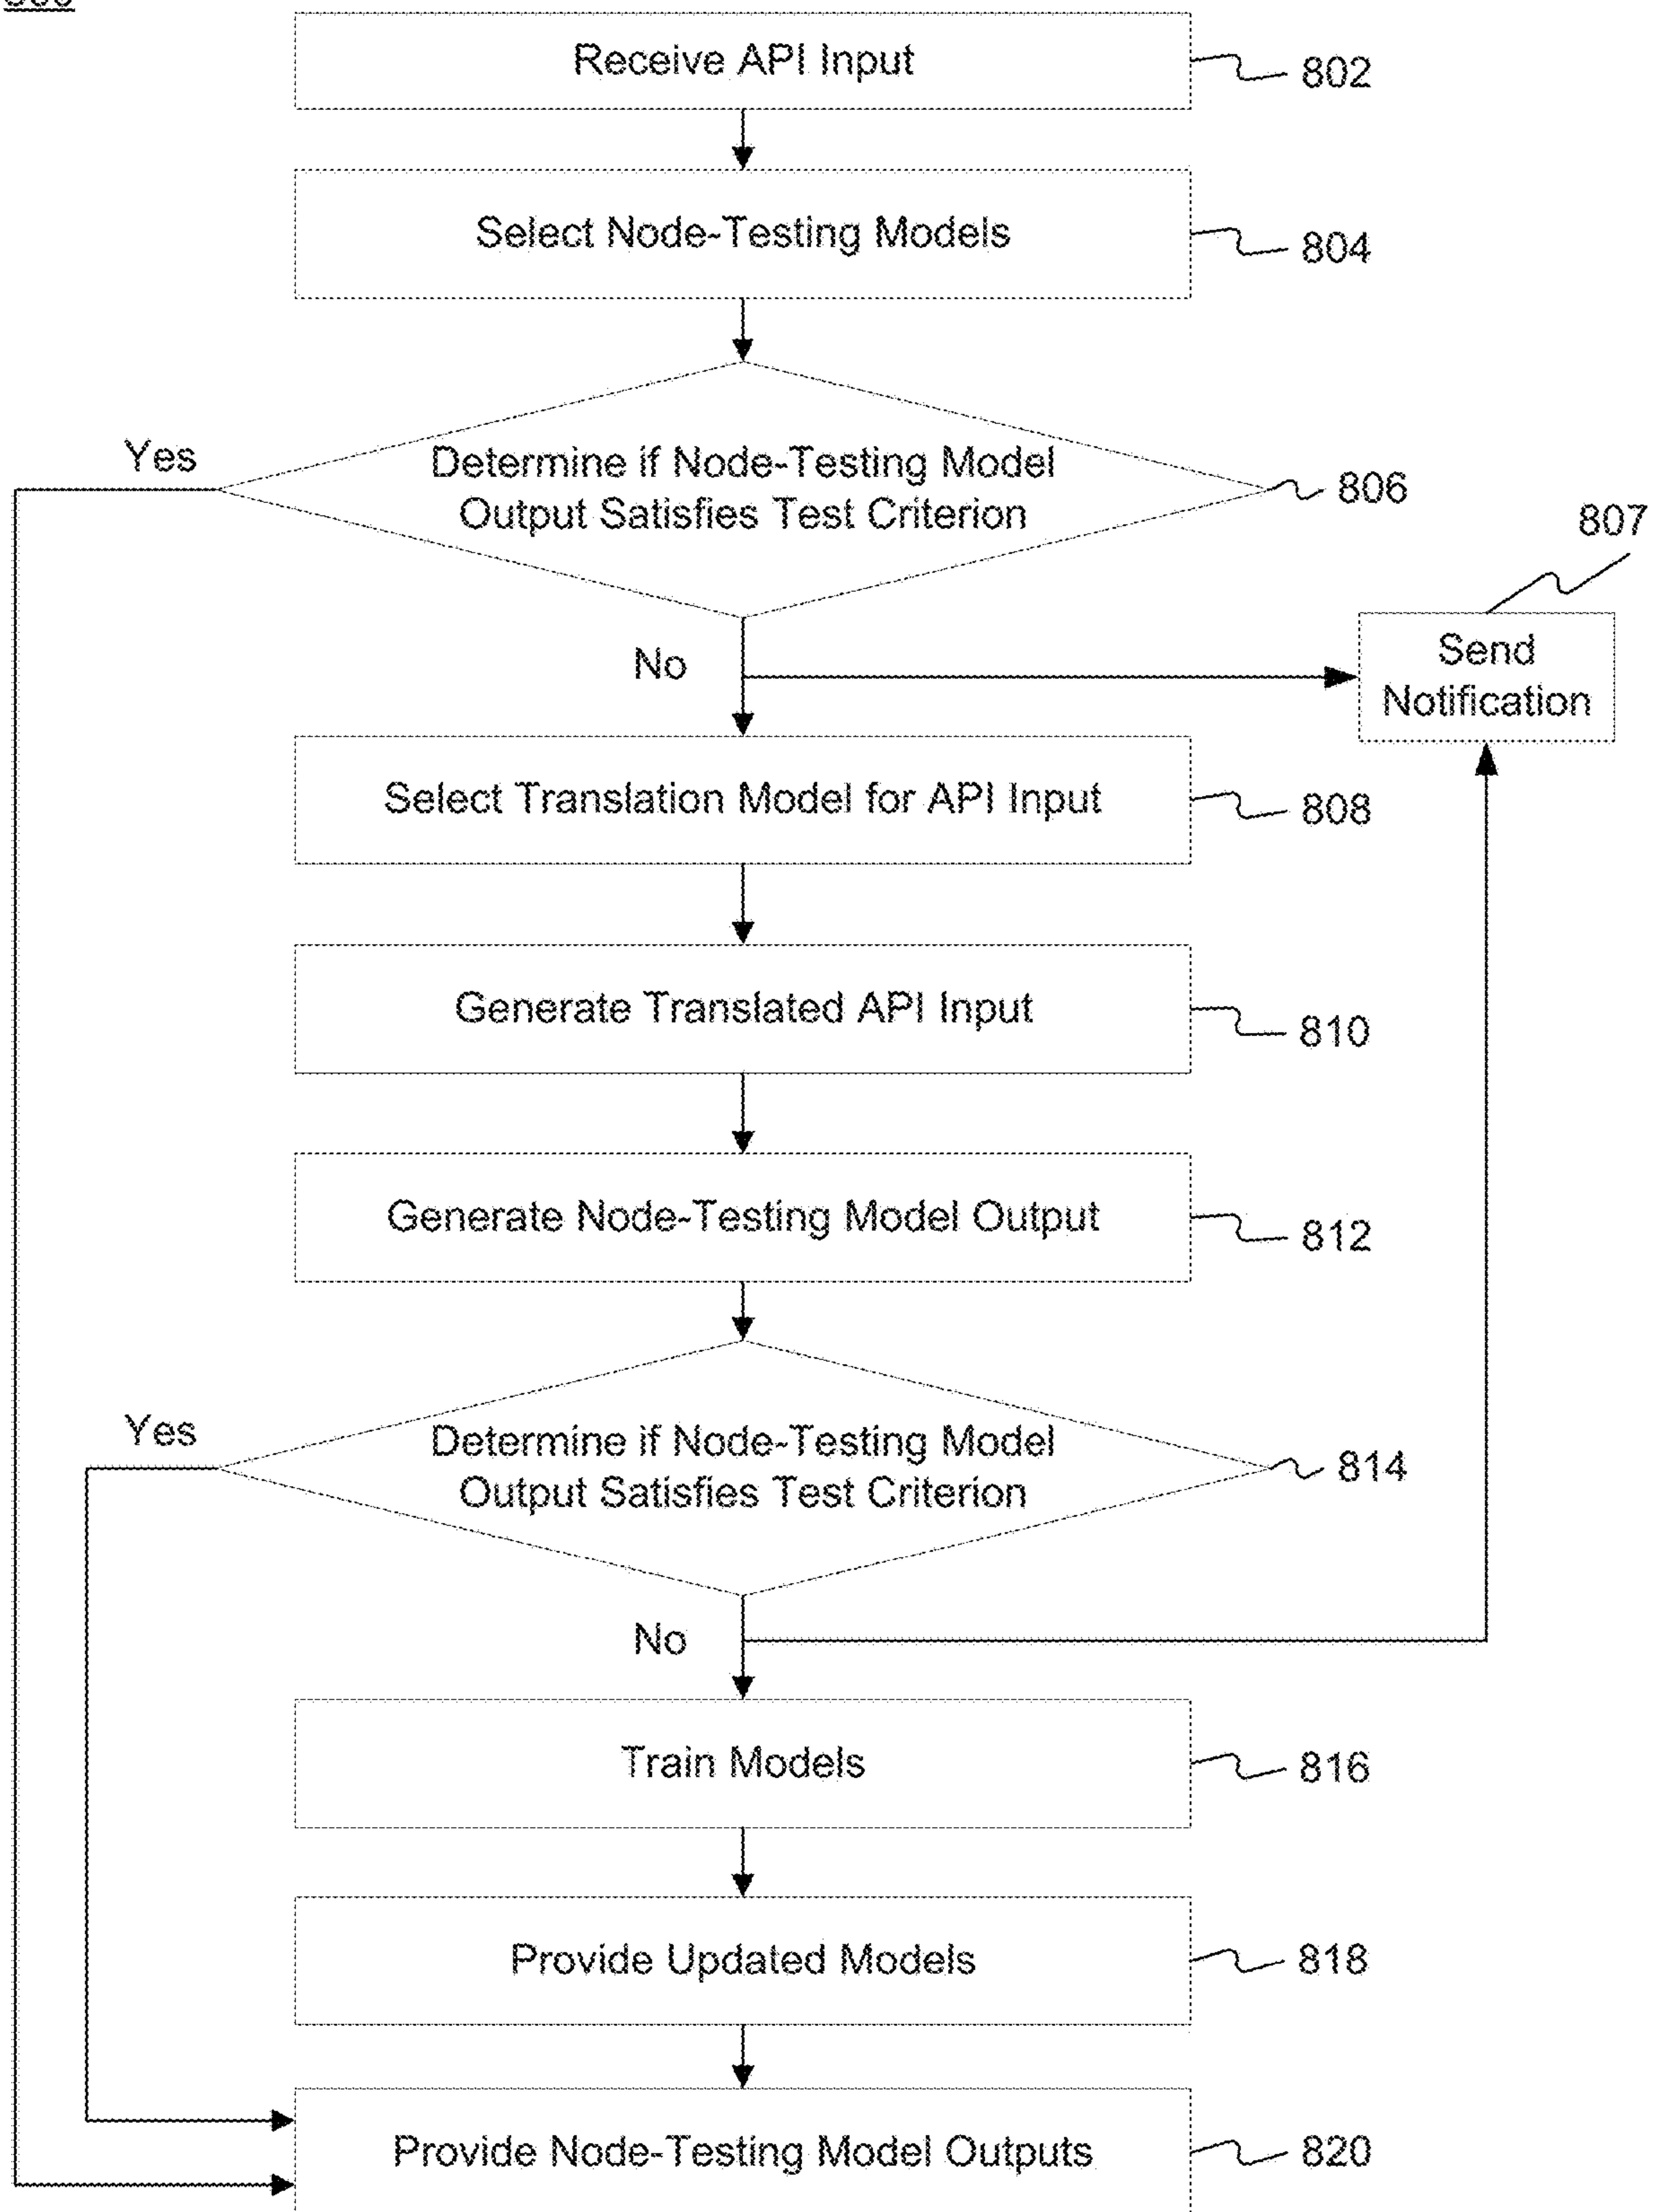 Receive API Input
802
Select Node-Testing Models
804
Yes
Determine if Node-Testing Model
Output Satisfies Test Criterion
806
807
No
Send
Notification
Select Translation Model for API Input
808
Generate Translated API Input
810
Generate Node-Testing Model Output
812
Yes
Determine if Node-Testing Model
Output Satisfies Test Criterion
814
No
Train Models
816
Provide Updated Models
818
Provide Node-Testing Model Outputs
820